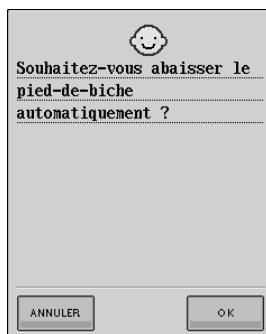 Souhaitez-vous abaisser le
pied-de-biche
automatiquement ?
ANNULER
OK